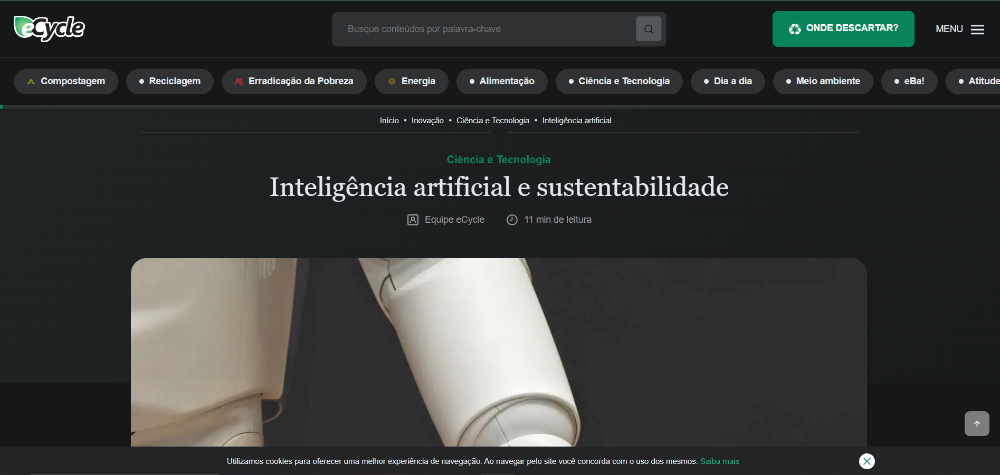 eCycle
Busque conteúdos por palavra-chave
ONDE DESCARTAR?
MENU
Compostagem
Reciclagem
Erradicação da Pobreza
Energia
Alimentação
Ciência e Tecnologia
Dia a dia
Meio ambiente
eBa!
Atitude
Início • Inovação • Ciência e Tecnologia • Inteligência artificial...
Ciência e Tecnologia
Inteligência artificial e sustentabilidade
Equipe eCycle
11 min de leitura
Utilizamos cookies para oferecer uma melhor experiência de navegação. Ao navegar pelo site você concorda com o uso dos mesmos. Saiba mais